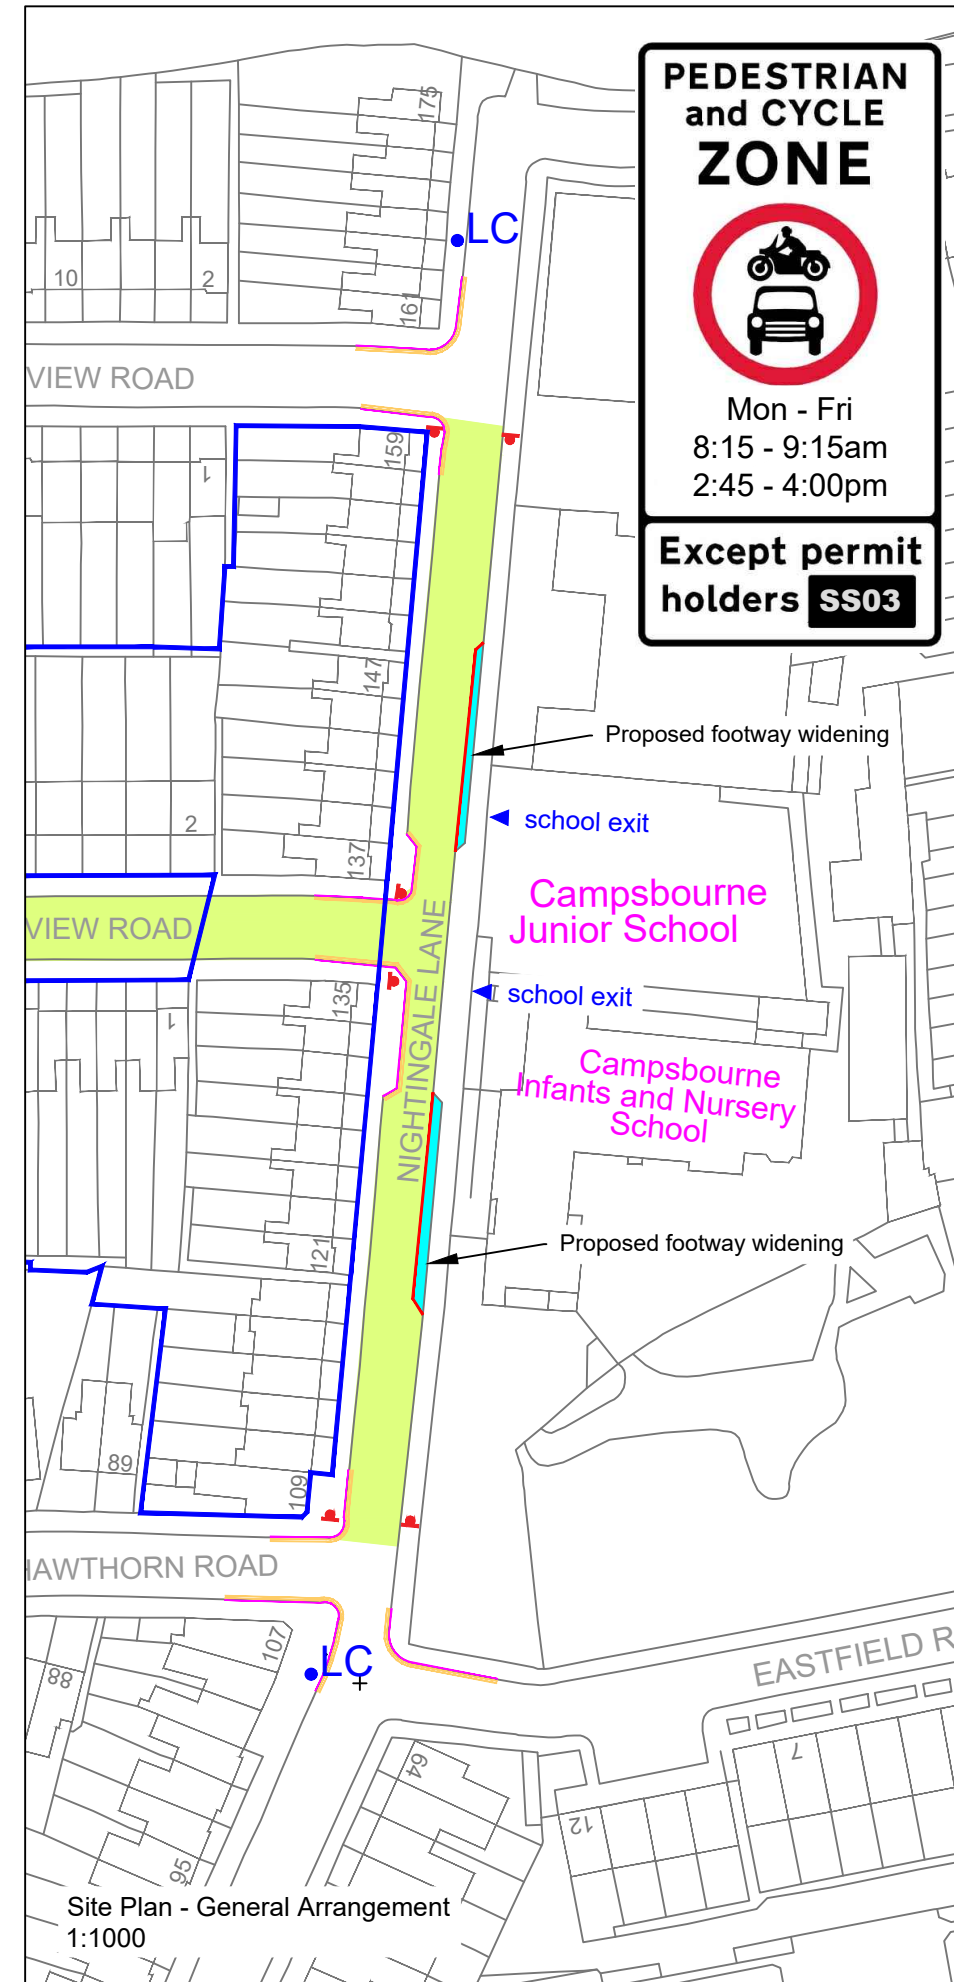 PEDESTRIAN
and CYCLE
ZONE
Mon - Fri
8:15 - 9:15am
2:45 - 4:00pm
Except permit
holders SS03
175
LC
10
2
161
VIEW ROAD
159
1
147
Proposed footway widening
school exit
2
137
Campsbourne
Junior School
VIEW ROAD
NIGHTINGALE LANE
school exit
135
1
Campsbourne
Infants and Nursery
School
121
Proposed footway widening
89
109
HAWTHORN ROAD
107
LC
88
EASTFIELD R
64
7
12
95
Site Plan - General Arrangement
1:1000